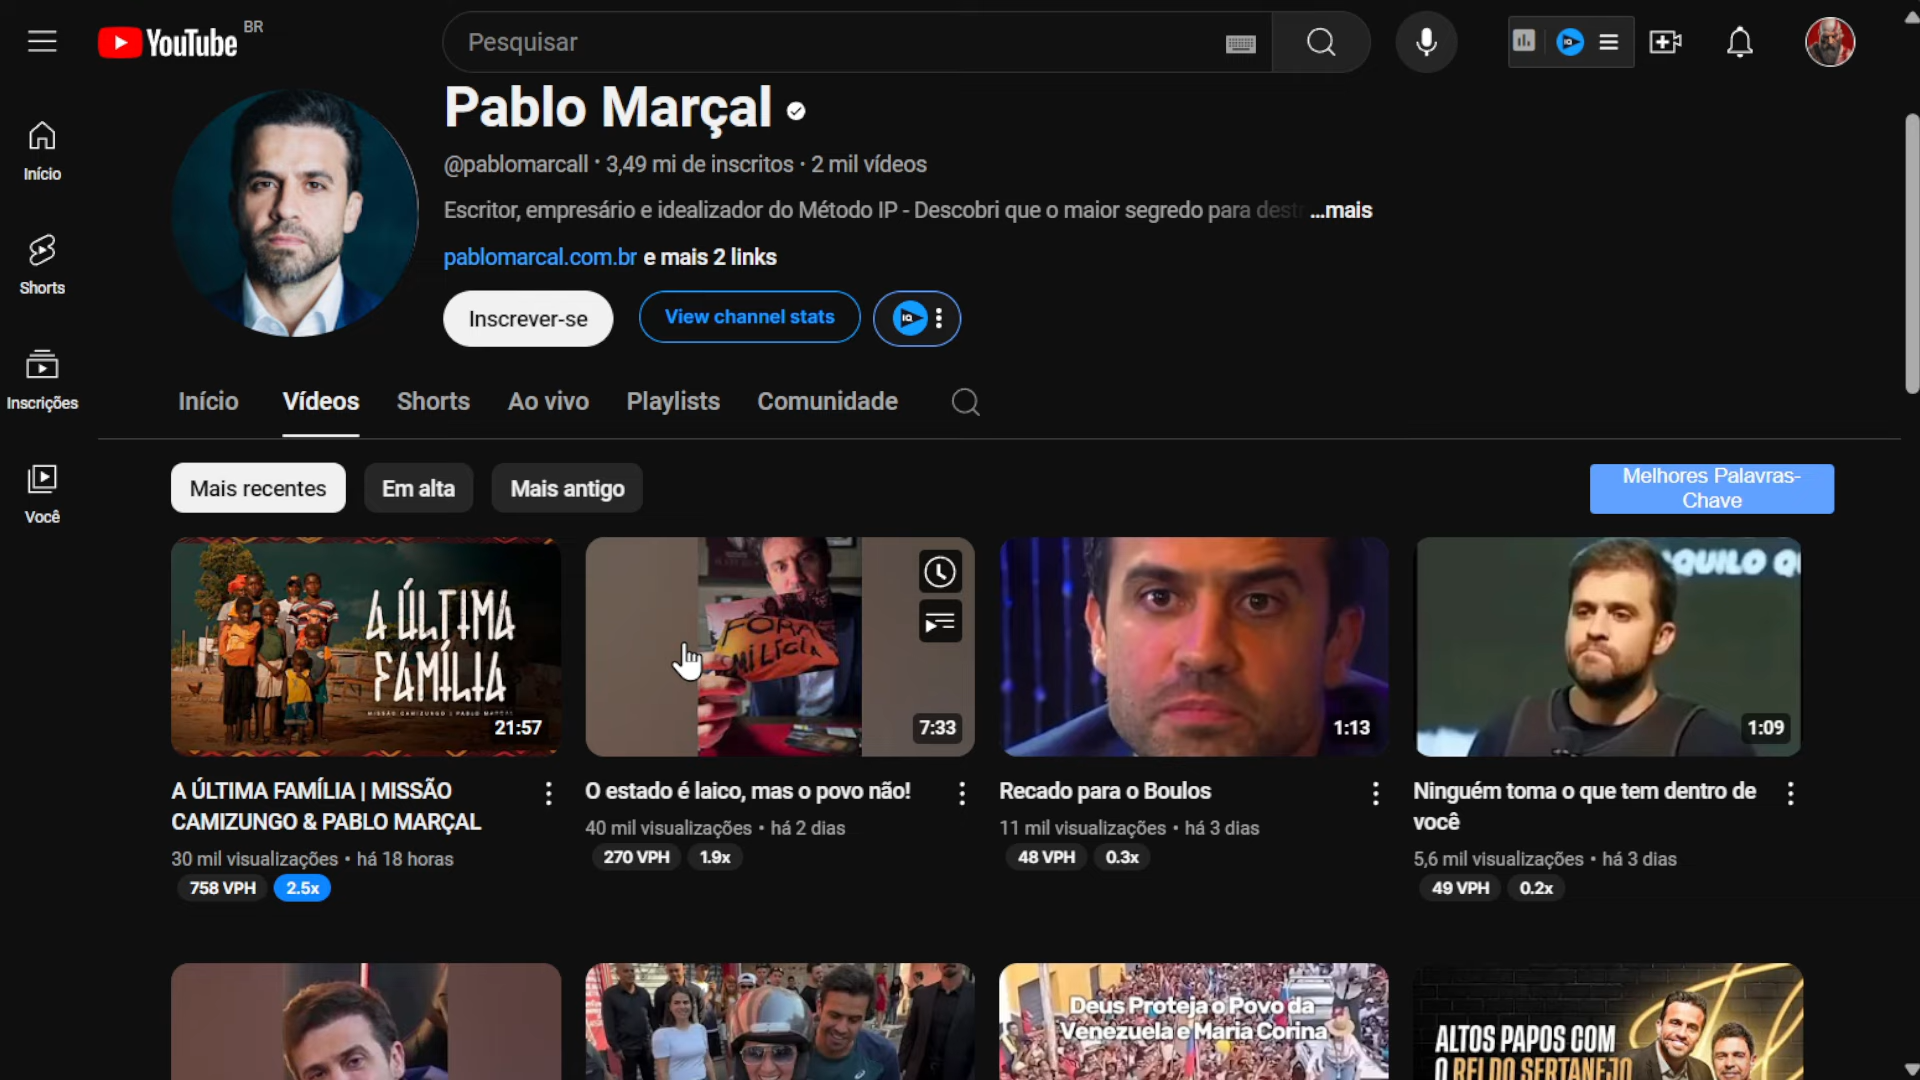 YouTube BR
Pesquisar
Pablo Marçal
@pablomarcall · 3,49 mi de inscritos · 2 mil vídeos
Escritor, empresário e idealizador do Método IP - Descobri que o maior segredo para dest ...mais
pablomarcal.com.br e mais 2 links
Inscrever-se
View channel stats
IQ
Início
Shorts
Inscrições
Você
Início
Vídeos
Shorts
Ao vivo
Playlists
Comunidade
Mais recentes
Em alta
Mais antigo
Melhores Palavras-
Chave
A ÚLTIMA
FAMÍLIA
MISSÃO CAMIZUNGO | PABLO MARÇAL
21:57
FORA
MILÍCIA
7:33
1:13
AQUILO Q
1:09
A ÚLTIMA FAMÍLIA | MISSÃO
CAMIZUNGO & PABLO MARÇAL
30 mil visualizações • há 18 horas
758 VPH 2.5x
O estado é laico, mas o povo não!
40 mil visualizações • há 2 dias
270 VPH 1.9x
Recado para o Boulos
11 mil visualizações • há 3 dias
48 VPH 0.3x
Ninguém toma o que tem dentro de
você
5,6 mil visualizações • há 3 dias
49 VPH 0.2x
Deus Proteja o Povo da
Venezuela e Maria Corina
ALTOS PAPOS COM
O REI DO SERTANEJO